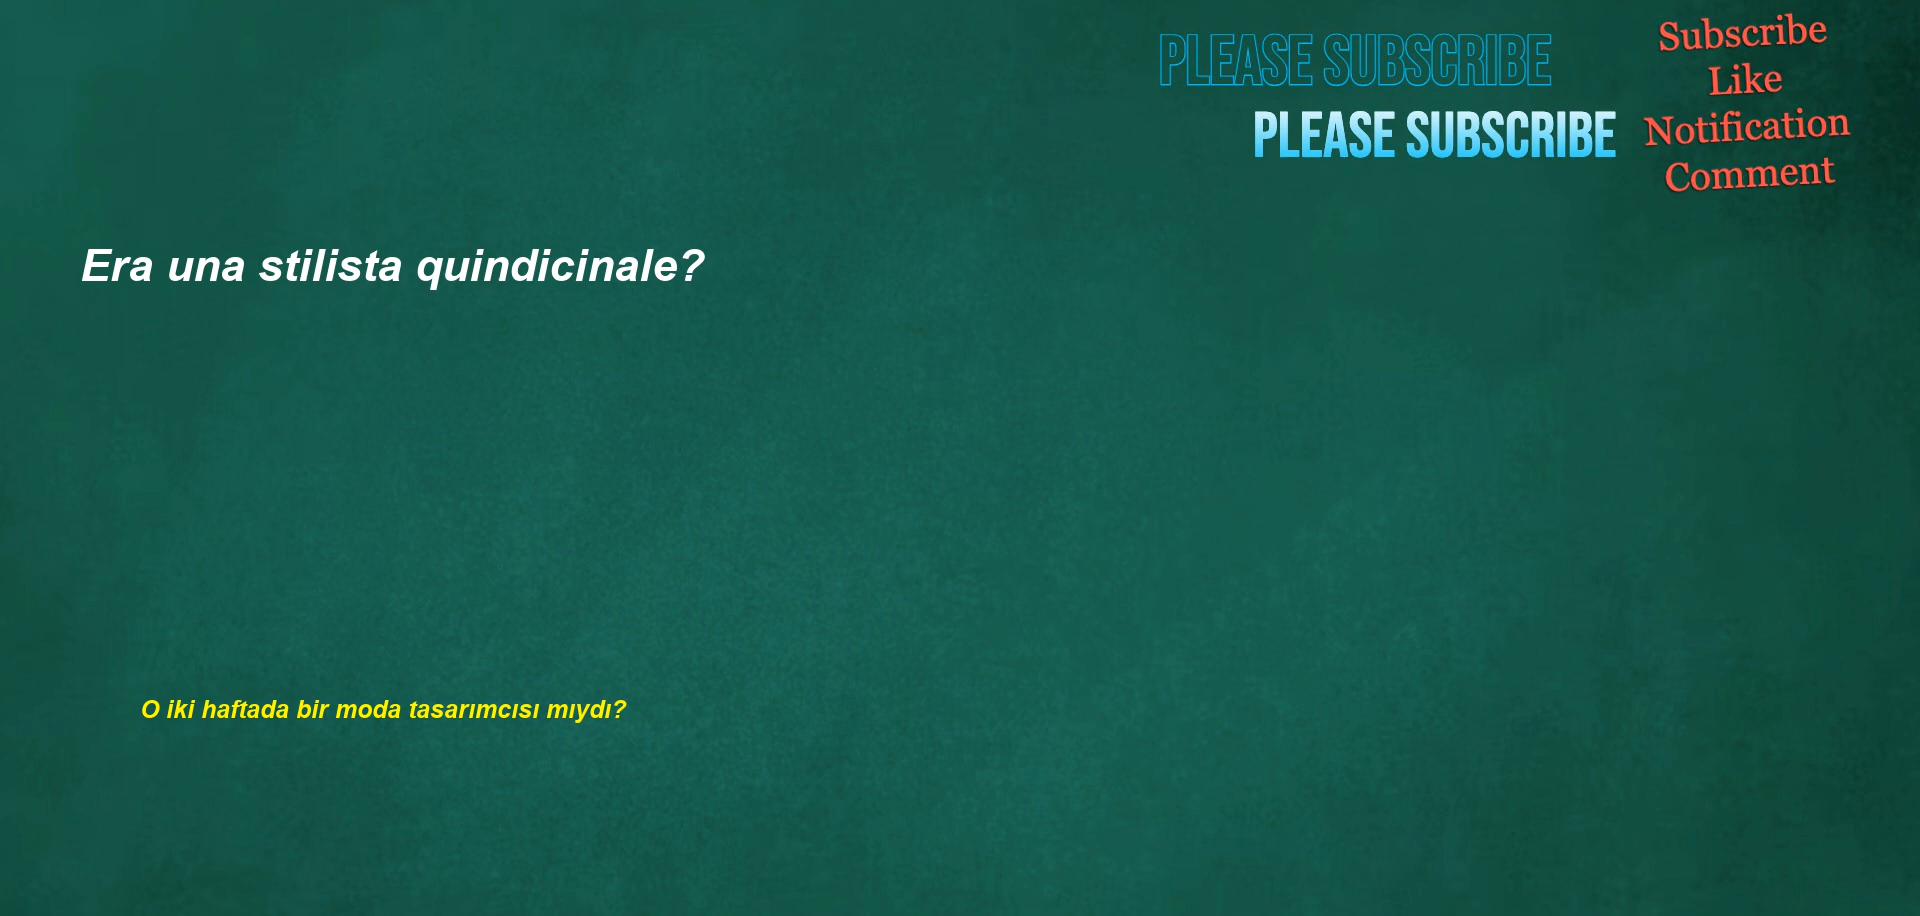 PLEASE SUBSCRIBE
PLEASE SUBSCRIBE
Subscribe
Like
Notification
Comment
Era una stilista quindicinale?
O iki haftada bir moda tasarımcısı mıydı?